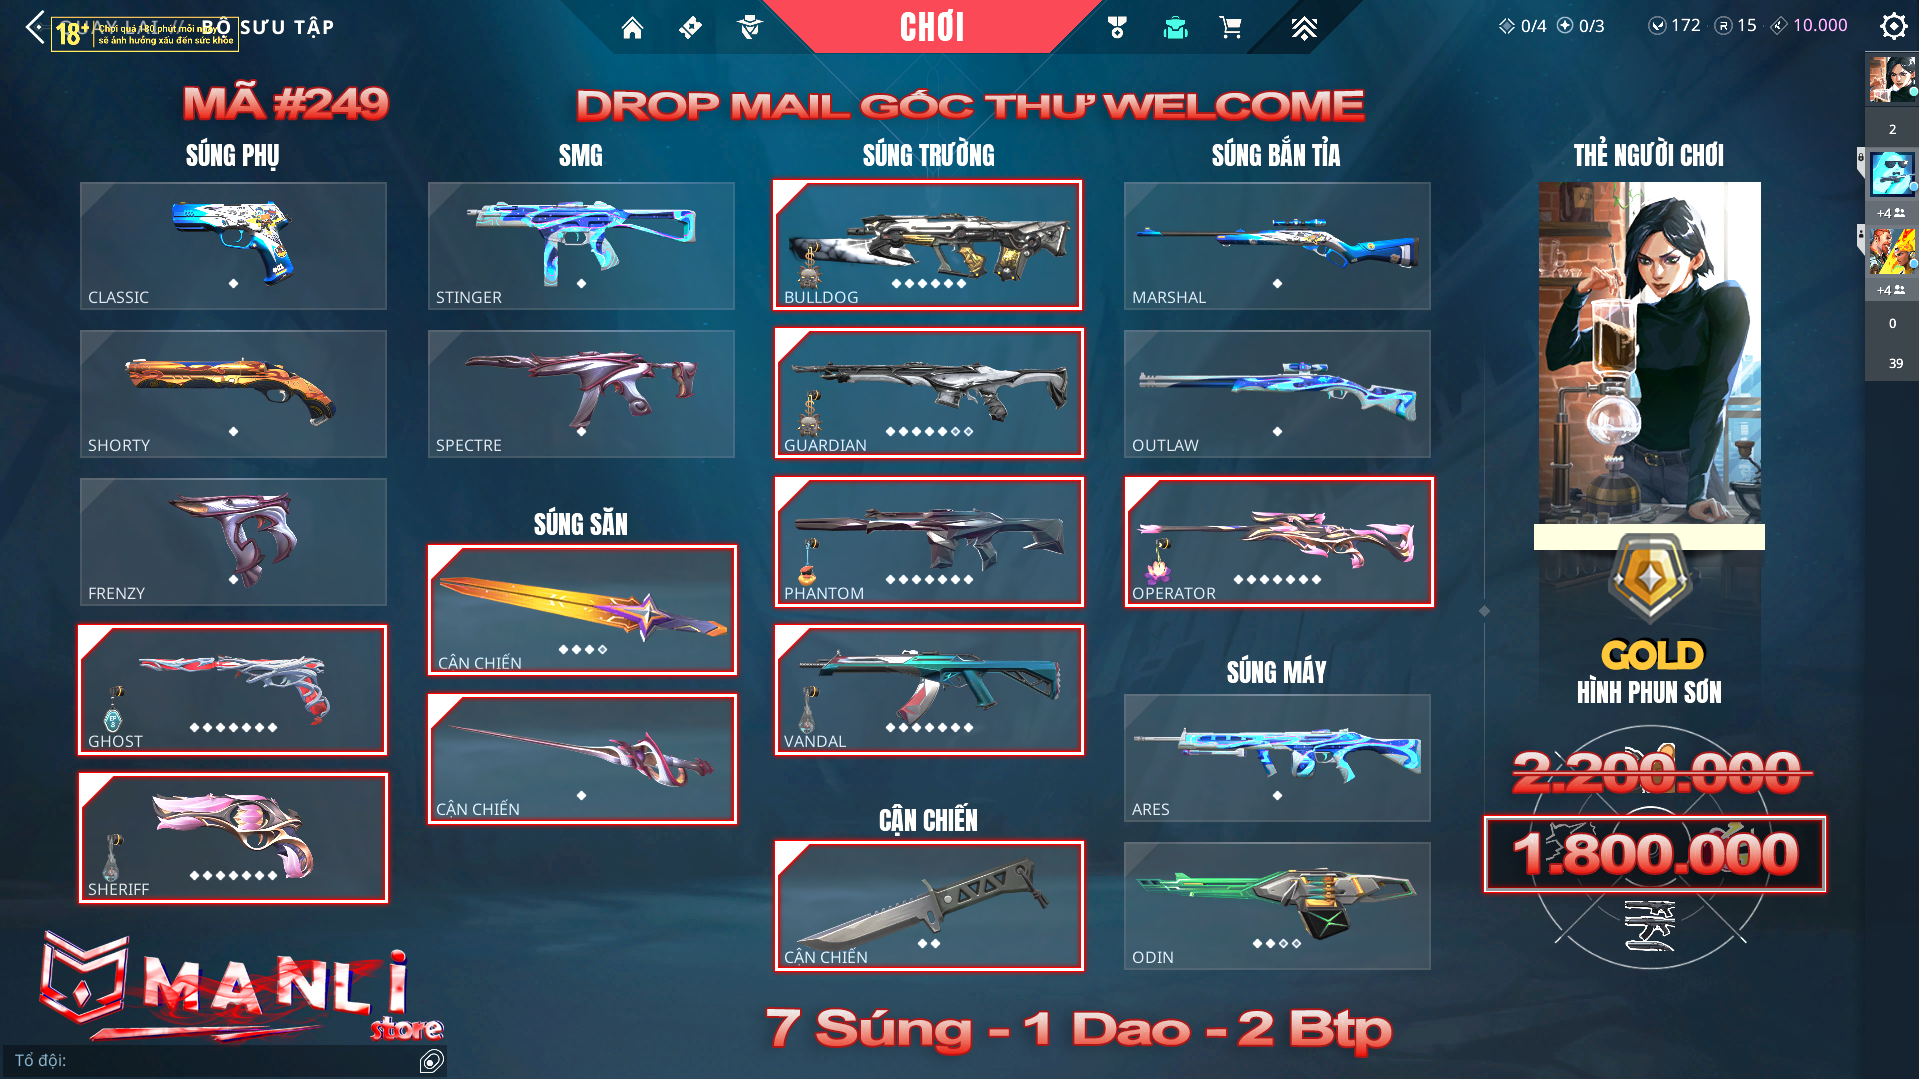 BỘ SƯU TẬP
18+ Chơi quá 180 phút mỗi ngày
sẽ ảnh hưởng xấu đến sức khỏe
CHƠI
0/4 0/3 172 15 10.000
MÃ #249
DROP MAIL GỐC THƯ WELCOME
SÚNG PHỤ
CLASSIC
SHORTY
FRENZY
GHOST
SHERIFF
SMG
STINGER
SPECTRE
SÚNG SĂN
CẬN CHIẾN
CẬN CHIẾN
SÚNG TRƯỜNG
BULLDOG
GUARDIAN
PHANTOM
VANDAL
CẬN CHIẾN
CẬN CHIẾN
SÚNG BẮN TỈA
MARSHAL
OUTLAW
OPERATOR
SÚNG MÁY
ARES
ODIN
THẺ NGƯỜI CHƠI
GOLD
HÌNH PHUN SƠN
2.200.000
1.800.000
2
+4
+4
0
39
MANLI
store
7 Súng - 1 Dao - 2 Btp
Tổ đội: